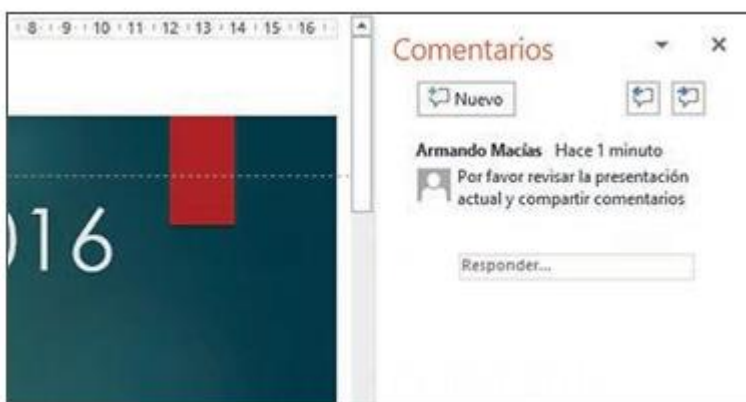 8 9 10 11 12 13 14 15 16
Comentarios
Nuevo
Armando Macías Hace 1 minuto
Por favor revisar la presentación
actual y compartir comentarios
016
Responder...